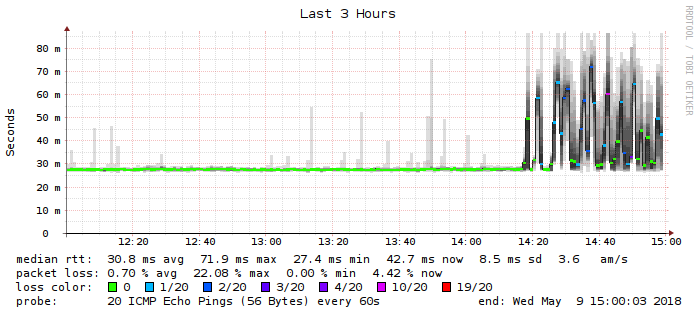 Last 3 Hours
RRDTOOL / TOBI OETIKER
Seconds
80 m
70 m
60 m
50 m
40 m
30 m
20 m
10 m
0
12:20 12:40 13:00 13:20 13:40 14:00 14:20 14:40 15:00
median rtt: 30.8 ms avg 71.9 ms max 27.4 ms min 42.7 ms now 8.5 ms sd 3.6 am/s
packet loss: 0.70 % avg 22.08 % max 0.00 % min 4.42 % now
loss color: 0 1/20 2/20 3/20 4/20 10/20 19/20
probe: 20 ICMP Echo Pings (56 Bytes) every 60s end: Wed May 9 15:00:03 2018